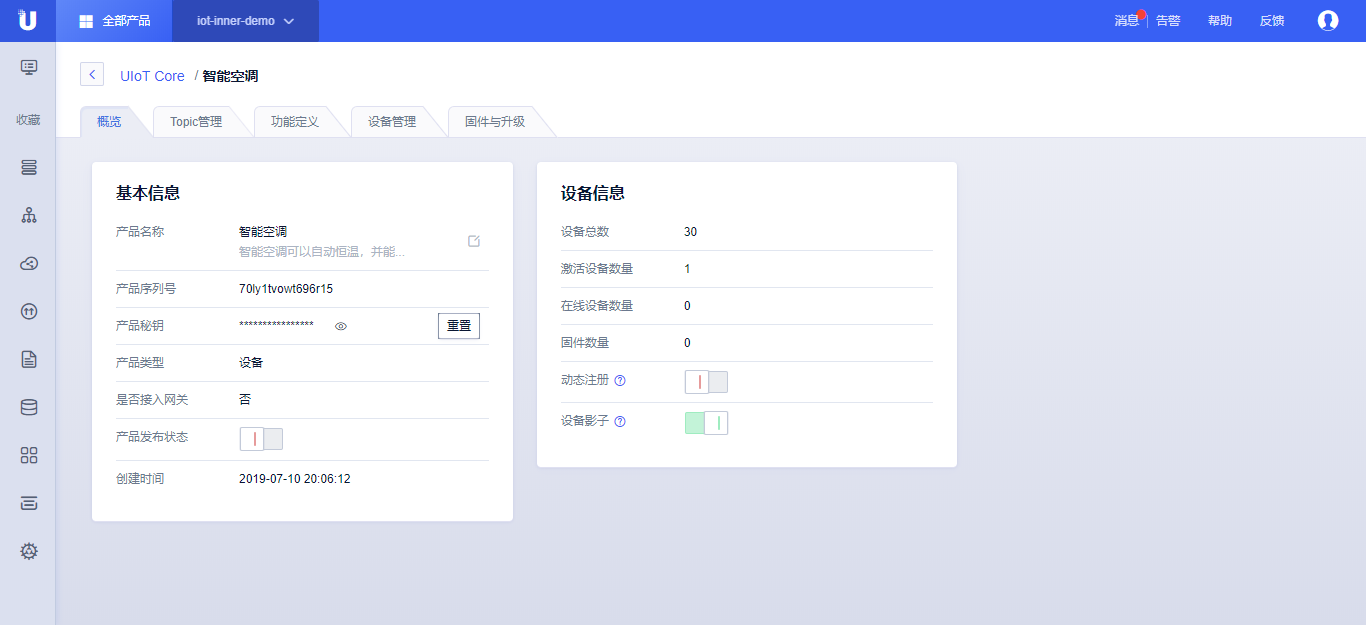 全部产品 iot-inner-demo 消息 告警 帮助 反馈
UIoT Core / 智能空调
收藏
概览 Topic管理 功能定义 设备管理 固件与升级
基本信息
产品名称 智能空调
智能空调可以自动恒温，并能...
产品序列号 70ly1tvowt696r15
产品秘钥 *************** 重置
产品类型 设备
是否接入网关 否
产品发布状态
创建时间 2019-07-10 20:06:12
设备信息
设备总数 30
激活设备数量 1
在线设备数量 0
固件数量 0
动态注册 ?
设备影子 ?